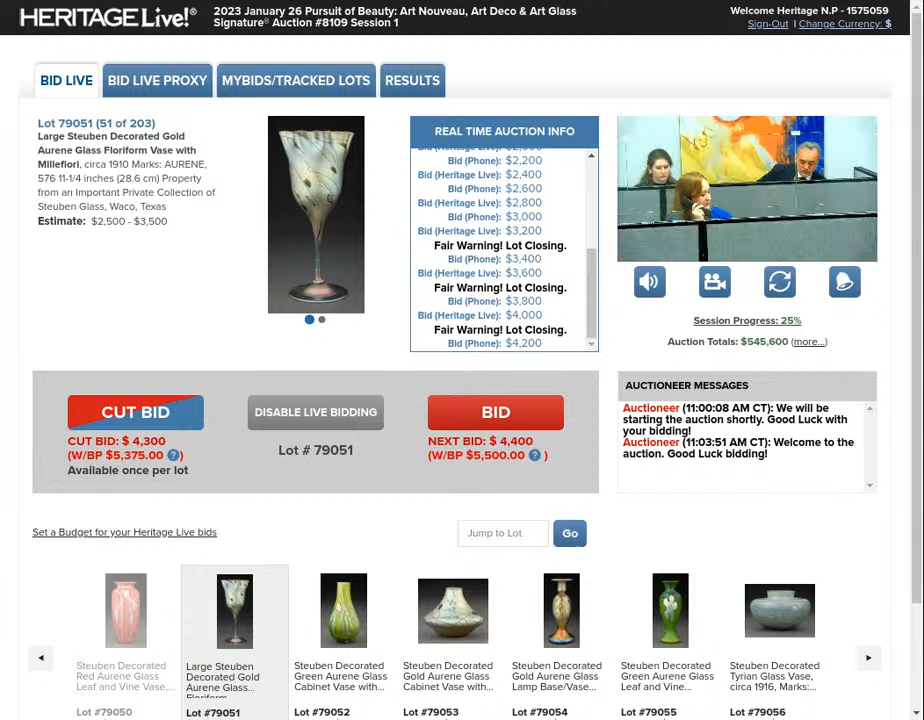 HERITAGE Live!®
2023 January 26 Pursuit of Beauty: Art Nouveau, Art Deco & Art Glass
Signature® Auction #8109 Session 1
Welcome Heritage N.P - 1575059
Sign-Out | Change Currency: $
BID LIVE
BID LIVE PROXY
MYBIDS/TRACKED LOTS
RESULTS
Lot 79051 (51 of 203)
Large Steuben Decorated Gold
Aurene Glass Floriform Vase with
Millefiori, circa 1910 Marks: AURENE,
576 11-1/4 inches (28.6 cm) Property
from an Important Private Collection of
Steuben Glass, Waco, Texas
Estimate: $2,500 - $3,500
REAL TIME AUCTION INFO
Bid (Phone): $2,200
Bid (Heritage Live): $2,400
Bid (Phone): $2,600
Bid (Heritage Live): $2,800
Bid (Phone): $3,000
Bid (Heritage Live): $3,200
Fair Warning! Lot Closing.
Bid (Phone): $3,400
Bid (Heritage Live): $3,600
Fair Warning! Lot Closing.
Bid (Phone): $3,800
Bid (Heritage Live): $4,000
Fair Warning! Lot Closing.
Bid (Phone): $4,200
Session Progress: 25%
Auction Totals: $545,600 (more...)
CUT BID
CUT BID: $ 4,300
(W/BP $5,375.00 ? )
Available once per lot
DISABLE LIVE BIDDING
Lot # 79051
BID
NEXT BID: $ 4,400
(W/BP $5,500.00 ? )
AUCTIONEER MESSAGES
Auctioneer (11:00:08 AM CT): We will be
starting the auction shortly. Good Luck with
your bidding!
Auctioneer (11:03:51 AM CT): Welcome to the
auction. Good Luck bidding!
Set a Budget for your Heritage Live bids
Jump to Lot
Go
Steuben Decorated
Red Aurene Glass
Leaf and Vine Vase,...
Lot #79050
Large Steuben
Decorated Gold
Aurene Glass...
Floriform
Lot #79051
Steuben Decorated
Green Aurene Glass
Cabinet Vase with...
Lot #79052
Steuben Decorated
Gold Aurene Glass
Cabinet Vase with...
Lot #79053
Steuben Decorated
Gold Aurene Glass
Lamp Base/Vase...
Lot #79054
Steuben Decorated
Green Aurene Glass
Leaf and Vine...
Lot #79055
Steuben Decorated
Tyrian Glass Vase,
circa 1916, Marks:...
Lot #79056